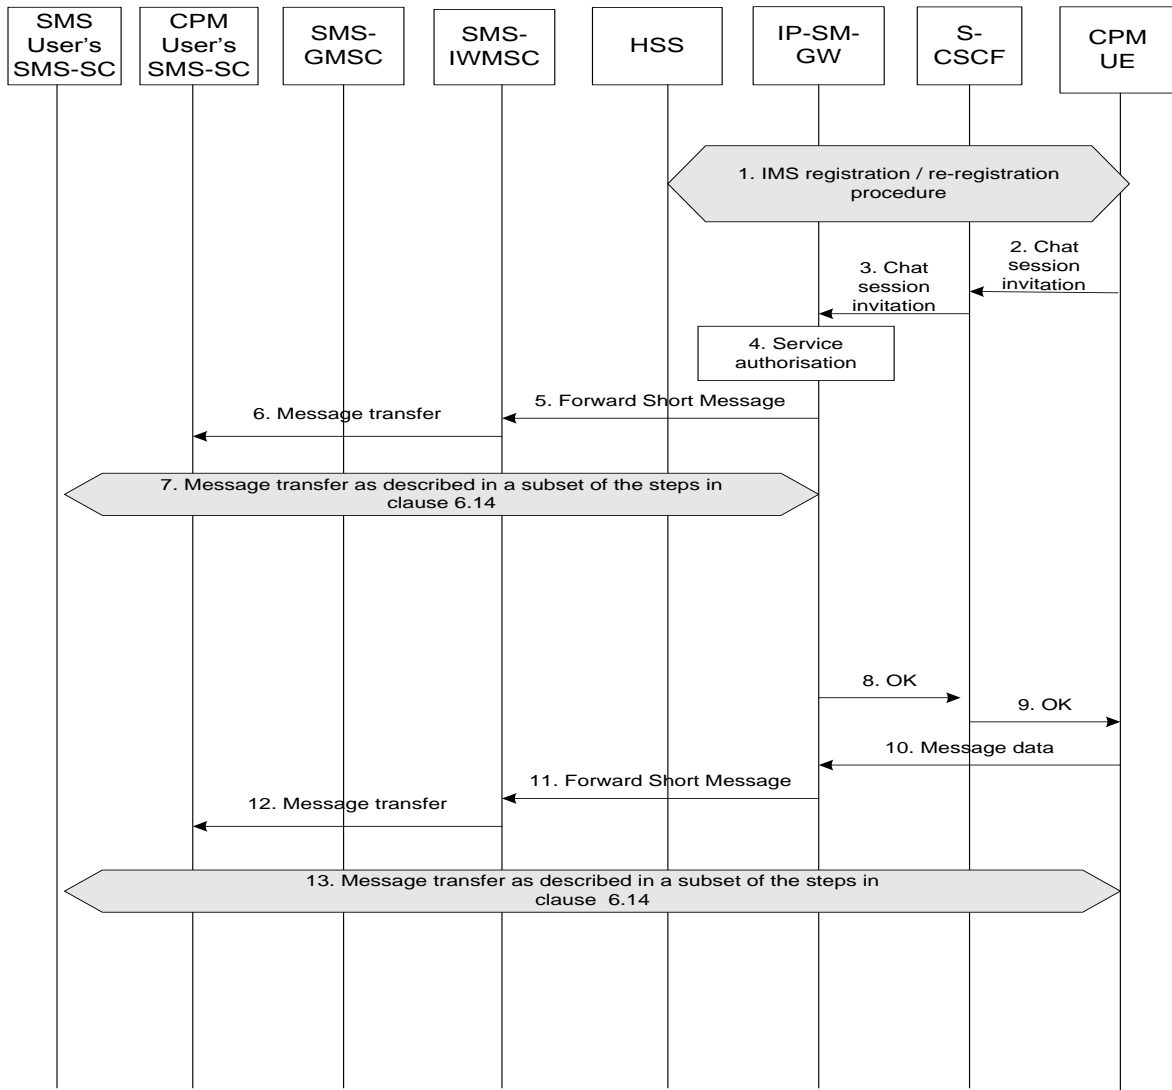 SMS
User's
SMS-SC
CPM
User's
SMS-SC
SMS-
GMSC
SMS-
IWMSC
HSS
IP-SM-
GW
S-
CSCF
CPM
UE
1. IMS registration / re-registration
procedure
2. Chat
session
invitation
3. Chat
session
invitation
4. Service
authorisation
5. Forward Short Message
6. Message transfer
7. Message transfer as described in a subset of the steps in
clause 6.14
8. OK
9. OK
10. Message data
11. Forward Short Message
12. Message transfer
13. Message transfer as described in a subset of the steps in
clause 6.14